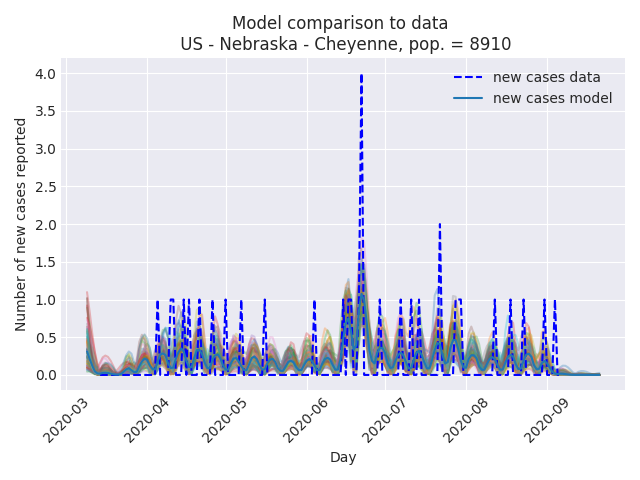 Model comparison to data
US - Nebraska - Cheyenne, pop. = 8910
new cases data
new cases model
Number of new cases reported
4.0
3.5
3.0
2.5
2.0
1.5
1.0
0.5
0.0
2020-03
2020-04
2020-05
2020-06
2020-07
2020-08
2020-09
Day